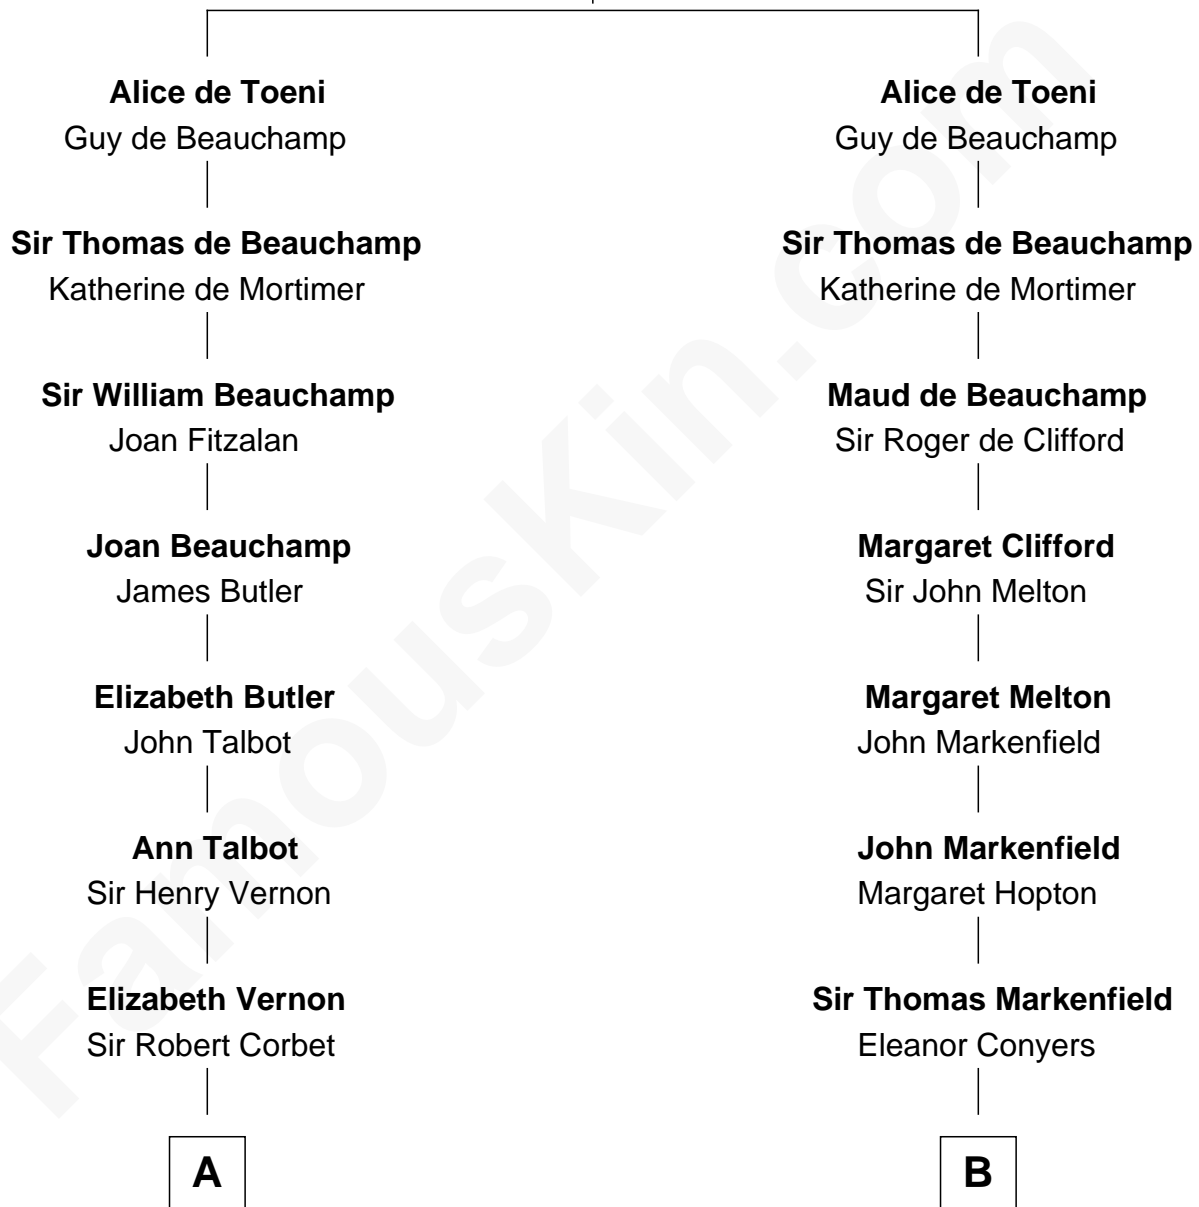 Alice de Toeni
Guy de Beauchamp
Sir Thomas de Beauchamp
Katherine de Mortimer
Sir William Beauchamp
Joan Fitzalan
Joan Beauchamp
James Butler
Elizabeth Butler
John Talbot
Ann Talbot
Sir Henry Vernon
Elizabeth Vernon
Sir Robert Corbet
A
Alice de Toeni
Guy de Beauchamp
Sir Thomas de Beauchamp
Katherine de Mortimer
Maud de Beauchamp
Sir Roger de Clifford
Margaret Clifford
Sir John Melton
Margaret Melton
John Markenfield
John Markenfield
Margaret Hopton
Sir Thomas Markenfield
Eleanor Conyers
B
FamousKin.com